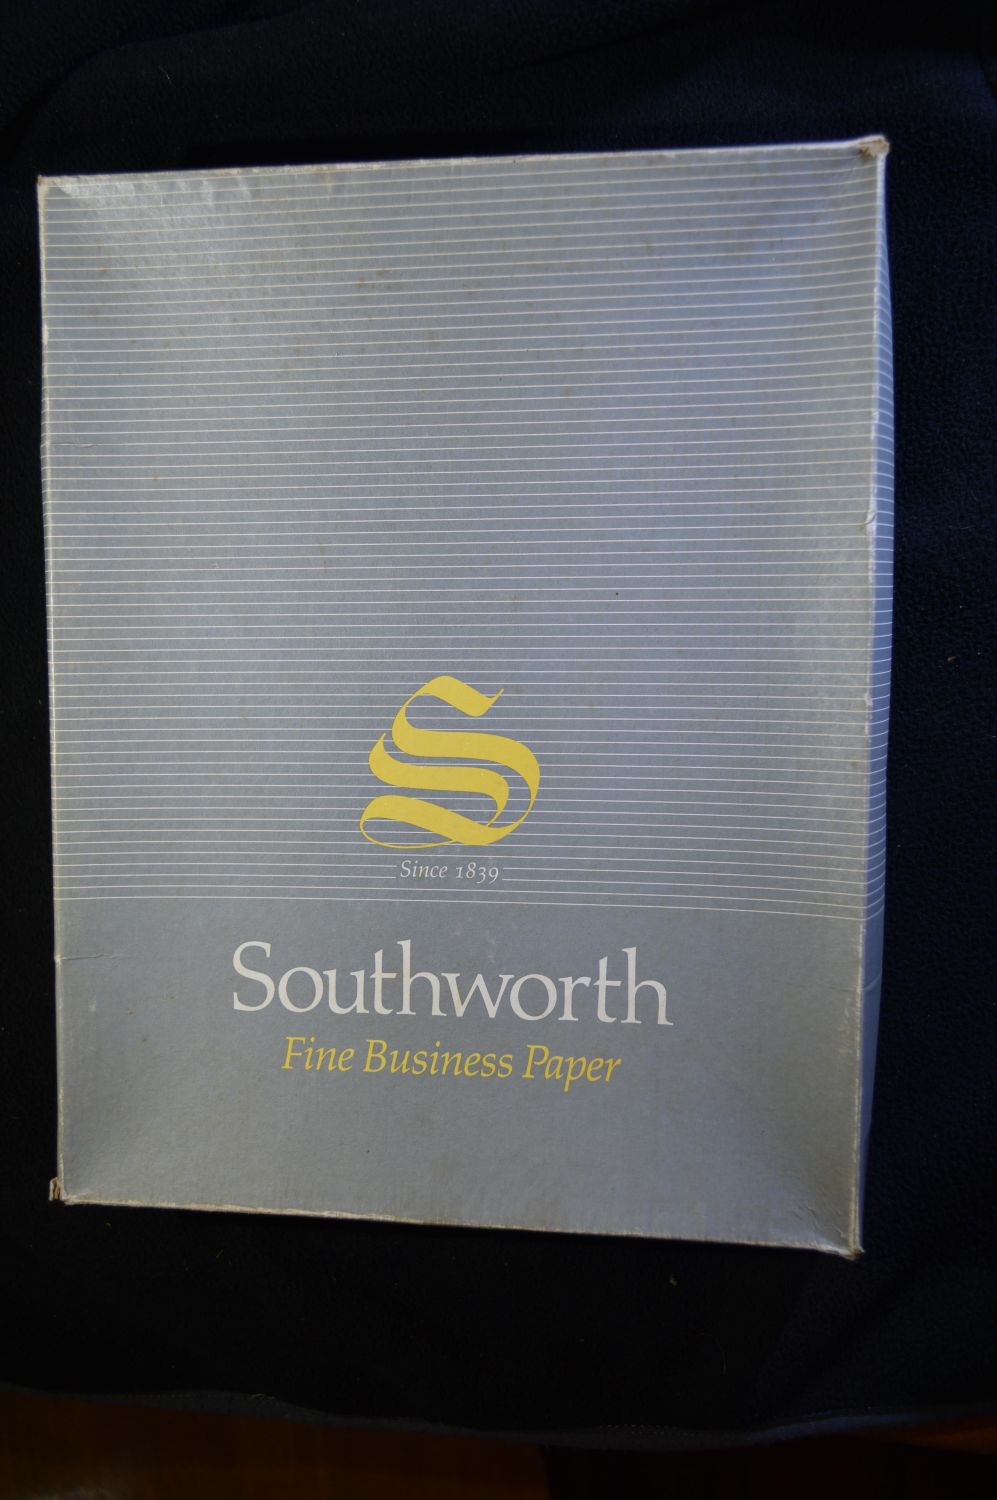 S
Since 1839
Southworth
Fine Business Paper